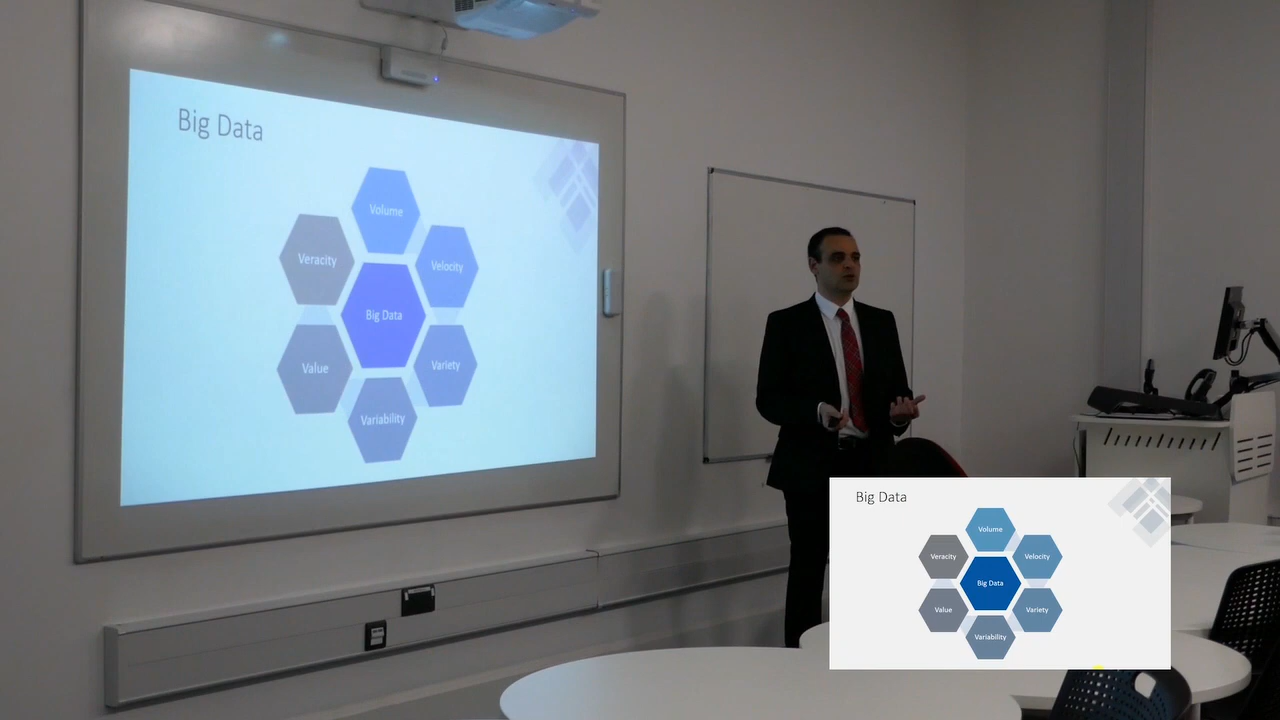 Big Data
Volume
Veracity
Velocity
Big Data
Value
Variety
Variability
Big Data
Volume
Veracity
Velocity
Big Data
Value
Variety
Variability